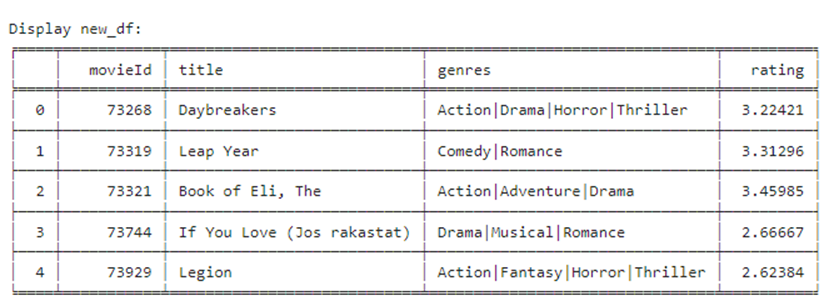 Display new_df:
movieId title genres rating
0 73268 Daybreakers Action|Drama|Horror|Thriller 3.22421
1 73319 Leap Year Comedy|Romance 3.31296
2 73321 Book of Eli, The Action|Adventure|Drama 3.45985
3 73744 If You Love (Jos rakastat) Drama|Musical|Romance 2.66667
4 73929 Legion Action|Fantasy|Horror|Thriller 2.62384